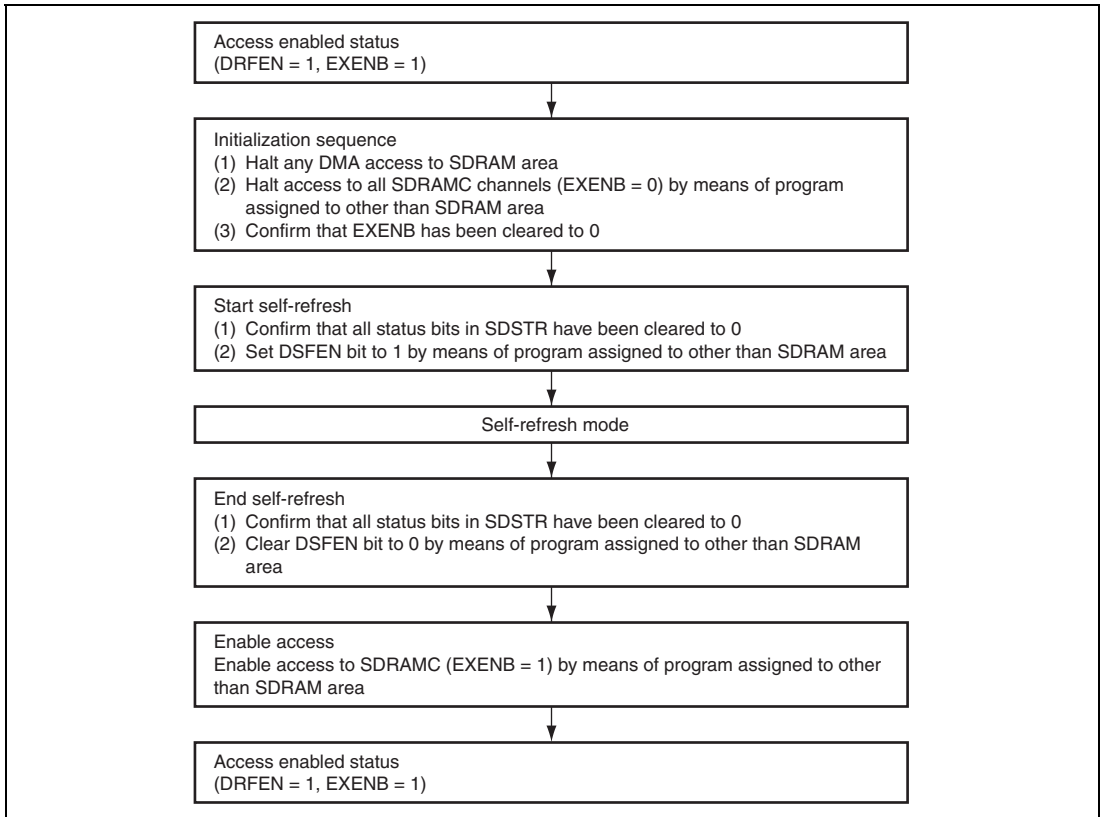 Access enabled status
(DRFEN = 1, EXENB = 1)
Initialization sequence
(1) Halt any DMA access to SDRAM area
(2) Halt access to all SDRAMC channels (EXENB = 0) by means of program
assigned to other than SDRAM area
(3) Confirm that EXENB has been cleared to 0
Start self-refresh
(1) Confirm that all status bits in SDSTR have been cleared to 0
(2) Set DSFEN bit to 1 by means of program assigned to other than SDRAM area
Self-refresh mode
End self-refresh
(1) Confirm that all status bits in SDSTR have been cleared to 0
(2) Clear DSFEN bit to 0 by means of program assigned to other than SDRAM
area
Enable access
Enable access to SDRAMC (EXENB = 1) by means of program assigned to other
than SDRAM area
Access enabled status
(DRFEN = 1, EXENB = 1)